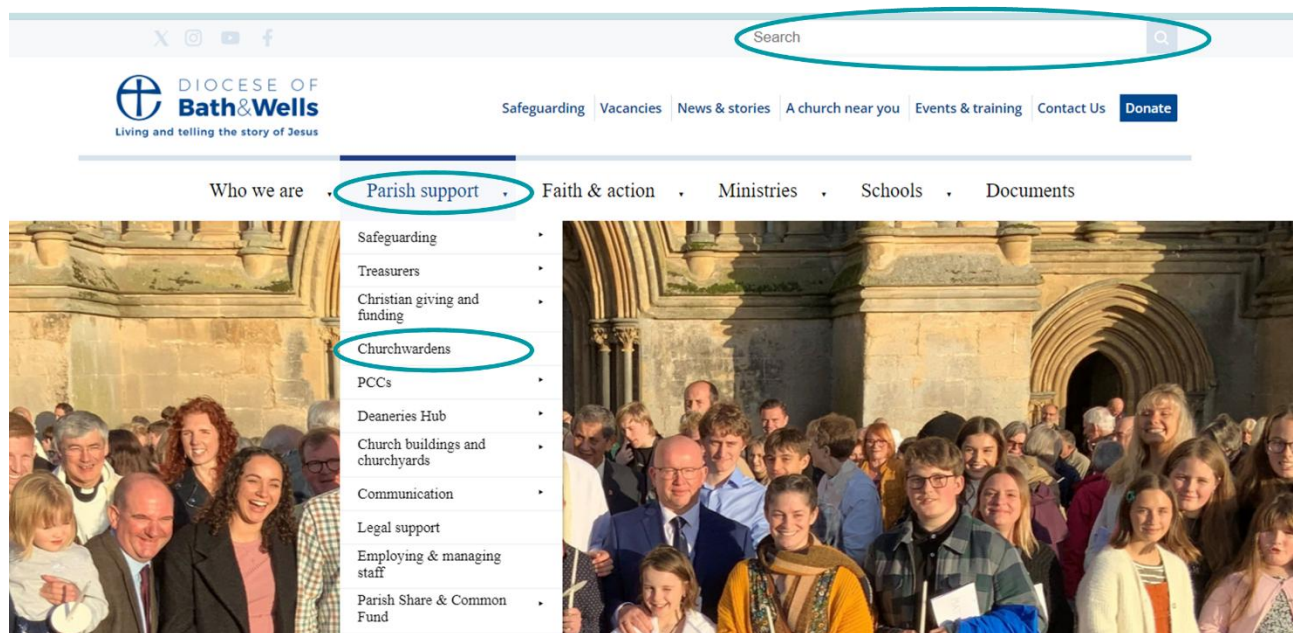 Search
DIOCESE OF
Bath&Wells
Living and telling the story of Jesus
Safeguarding Vacancies News & stories A church near you Events & training Contact Us Donate
Who we are Parish support Faith & action Ministries Schools Documents
Safeguarding
Treasurers
Christian giving and
funding
Churchwardens
PCCs
Deaneries Hub
Church buildings and
churchyards
Communication
Legal support
Employing & managing
staff
Parish Share & Common
Fund